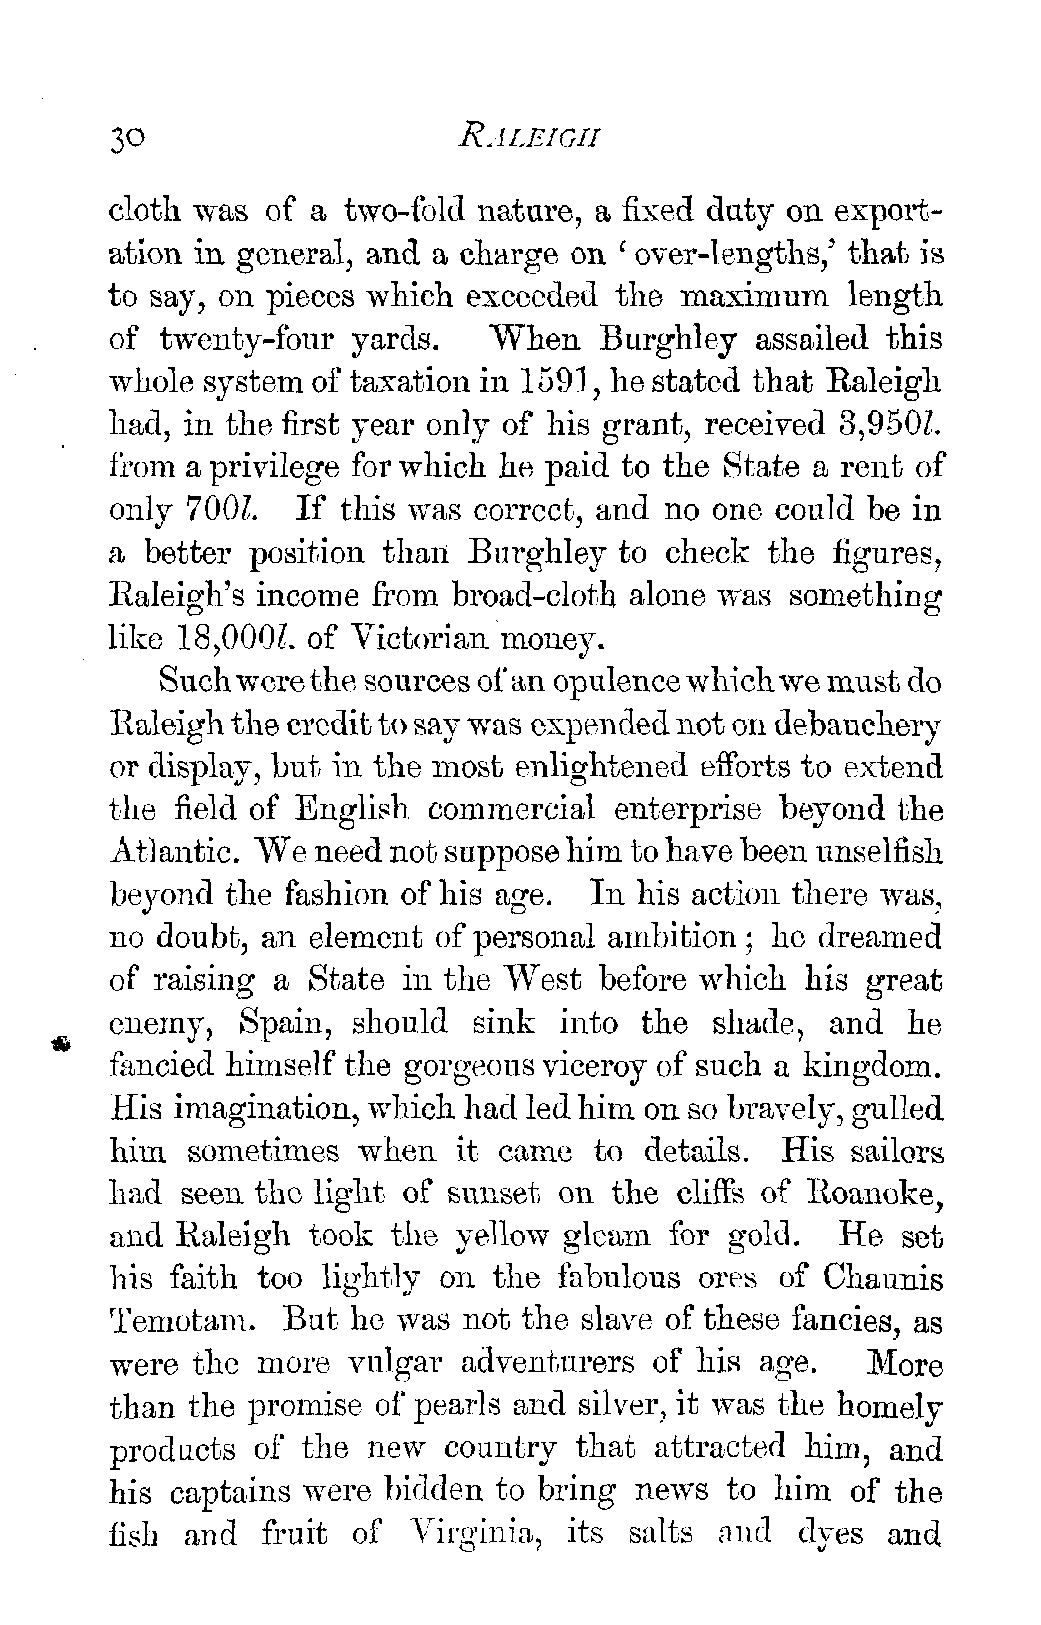 30 RALEIGH
cloth was of a two-fold nature, a fixed duty on export-
ation in general, and a charge on ‘ over-lengths,’ that is
to say, on pieces which exceeded the maximum length
of twenty-four yards. When Burghley assailed this
whole system of taxation in 1591, he stated that Raleigh
had, in the first year only of his grant, received 3,950l.
from a privilege for which he paid to the State a rent of
only 700l. If this was correct, and no one could be in
a better position than Burghley to check the figures,
Raleigh's income from broad-cloth alone was something
like 18,000l. of Victorian money.
Such were the sources of an opulence which we must do
Raleigh the credit to say was expended not on debauchery
or display, but in the most enlightened efforts to extend
the field of English commercial enterprise beyond the
Atlantic. We need not suppose him to have been unselfish
beyond the fashion of his age. In his action there was,
no doubt, an element of personal ambition ; he dreamed
of raising a State in the West before which his great
enemy, Spain, should sink into the shade, and he
fancied himself the gorgeous viceroy of such a kingdom.
His imagination, which had led him on so bravely, gulled
him sometimes when it came to details. His sailors
had seen the light of sunset on the cliffs of Roanoke,
and Raleigh took the yellow gleam for gold. He set
his faith too lightly on the fabulous ores of Chaunis
Temotam. But he was not the slave of these fancies, as
were the more vulgar adventurers of his age. More
than the promise of pearls and silver, it was the homely
products of the new country that attracted him, and
his captains were bidden to bring news to him of the
fish and fruit of Virginia, its salts and dyes and